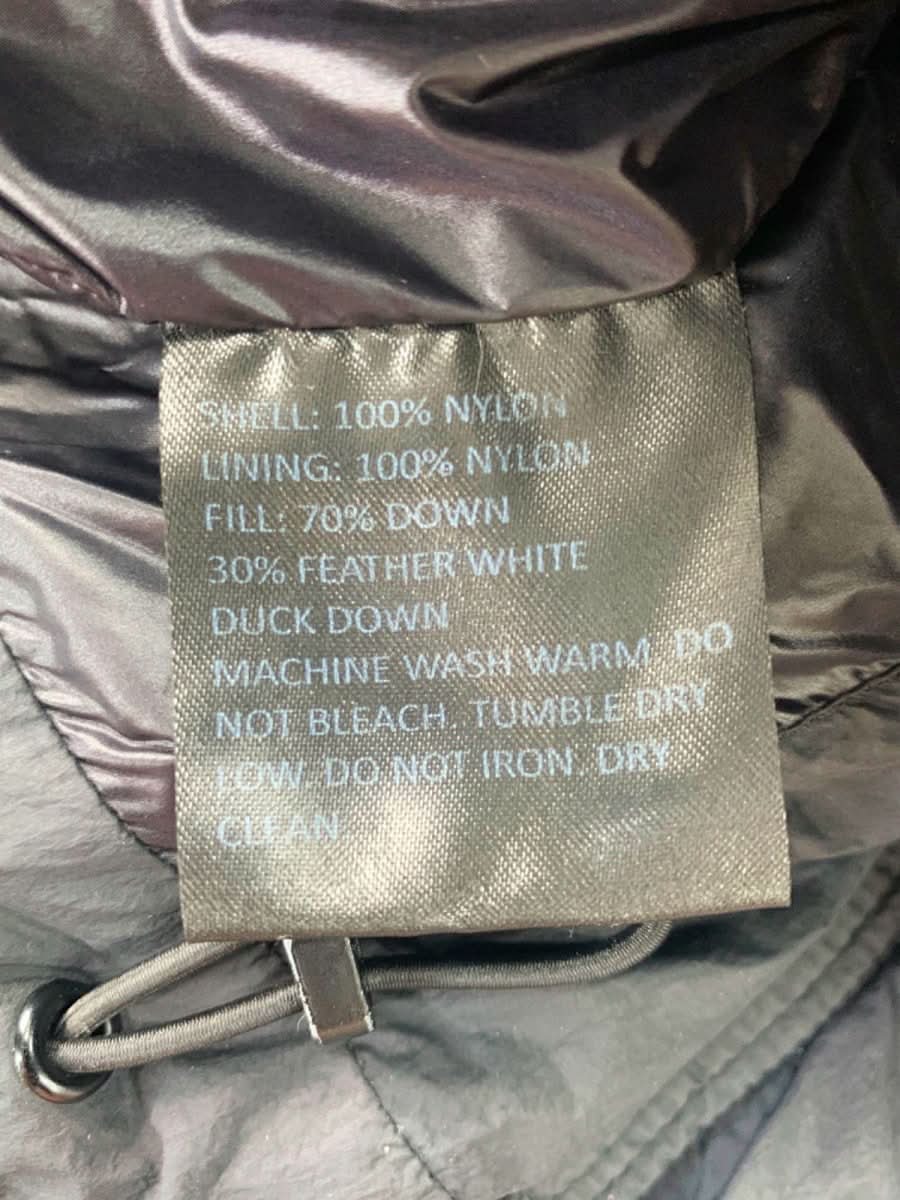 SHELL: 100% NYLON
LINING: 100% NYLON
FILL: 70% DOWN
30% FEATHER WHITE
DUCK DOWN
MACHINE WASH WARM. DO
NOT BLEACH. TUMBLE DRY
LOW. DO NOT IRON. DRY
CLEAN